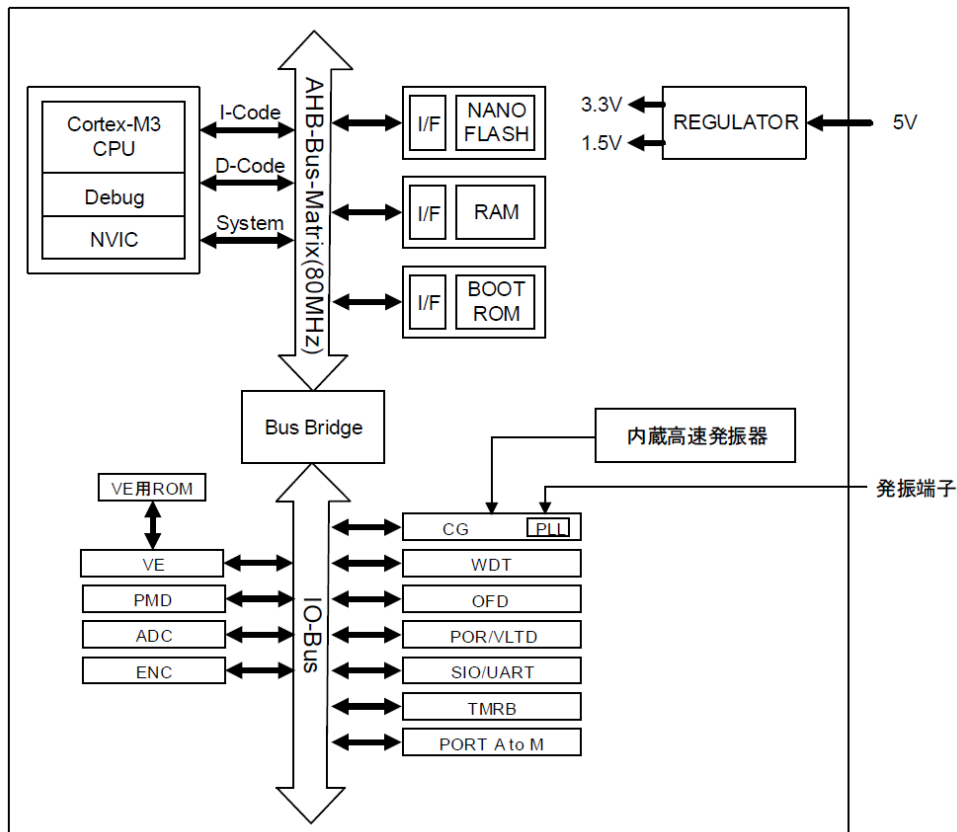 Cortex-M3
CPU
Debug
NVIC
I-Code
D-Code
System
AHB-Bus-Matrix(80MHz)
I/F
NANO
FLASH
I/F
RAM
I/F
BOOT
ROM
3.3V
1.5V
REGULATOR
5V
Bus Bridge
内蔵高速発振器
発振端子
VE用ROM
VE
PMD
ADC
ENC
IO-Bus
CG
PLL
WDT
OFD
POR/VLTD
SIO/UART
TMRB
PORT A to M